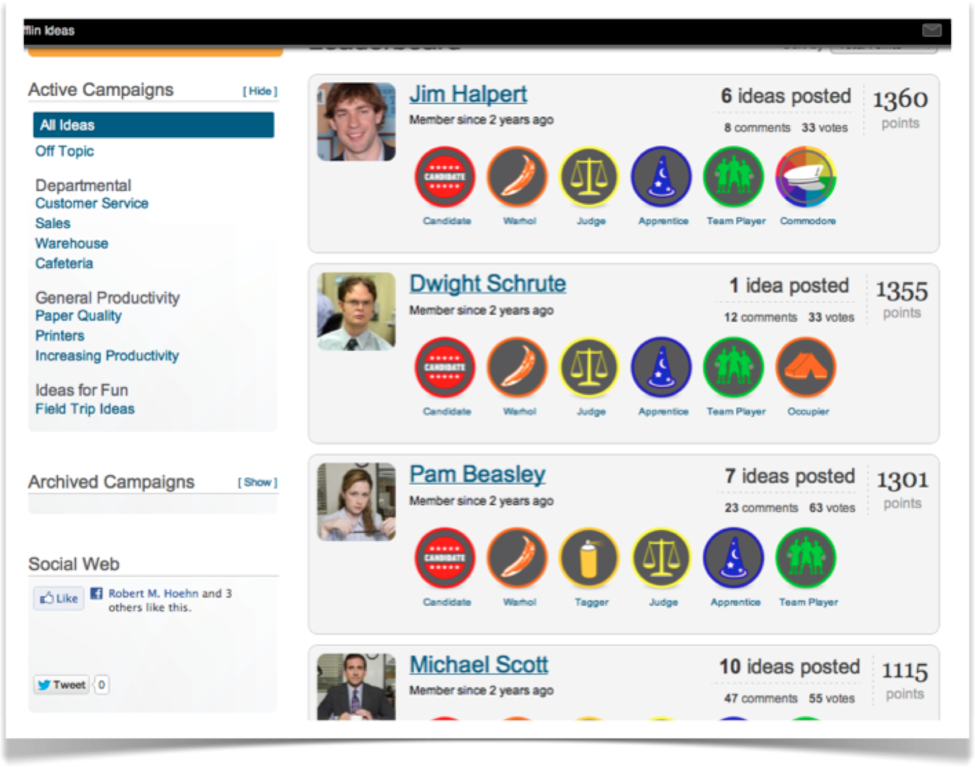 flin Ideas
Leaderboard
Active Campaigns [ Hide ]
All Ideas
Off Topic
Departmental
Customer Service
Sales
Warehouse
Cafeteria
General Productivity
Paper Quality
Printers
Increasing Productivity
Ideas for Fun
Field Trip Ideas
Archived Campaigns [ Show ]
Social Web
Like Robert M. Hoehn and 3
others like this.
Tweet 0
Jim Halpert 6 ideas posted 1360
Member since 2 years ago 8 comments 33 votes points
CANDIDATE
Candidate Warhol Judge Apprentice Team Player Commodore
Dwight Schrute 1 idea posted 1355
Member since 2 years ago 12 comments 33 votes points
CANDIDATE
Candidate Warhol Judge Apprentice Team Player Occupier
Pam Beasley 7 ideas posted 1301
Member since 2 years ago 23 comments 63 votes points
CANDIDATE
Candidate Warhol Tagger Judge Apprentice Team Player
Michael Scott 10 ideas posted 1115
Member since 2 years ago 47 comments 55 votes points